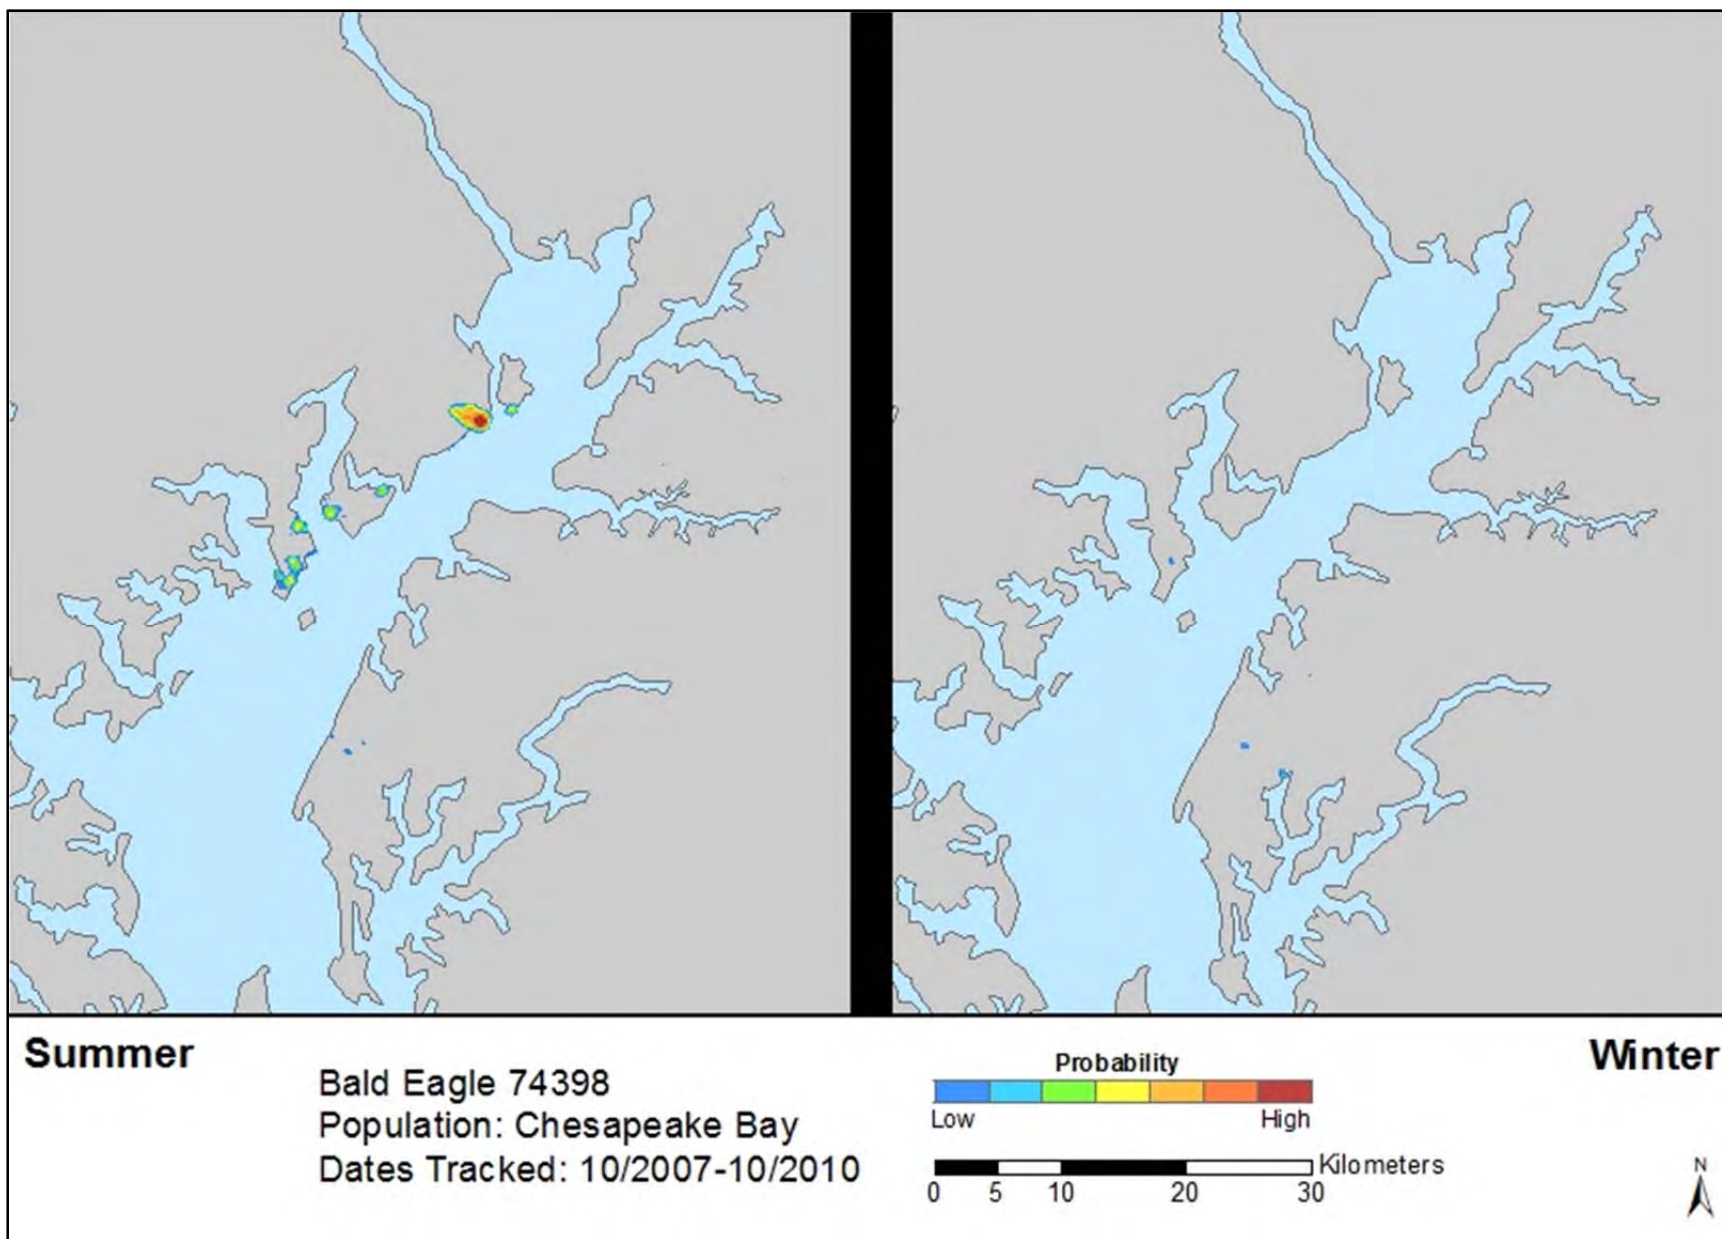 Summer
Winter
Bald Eagle 74398
Population: Chesapeake Bay
Dates Tracked: 10/2007-10/2010
Probability
Low High
Kilometers
0 5 10 20 30
N